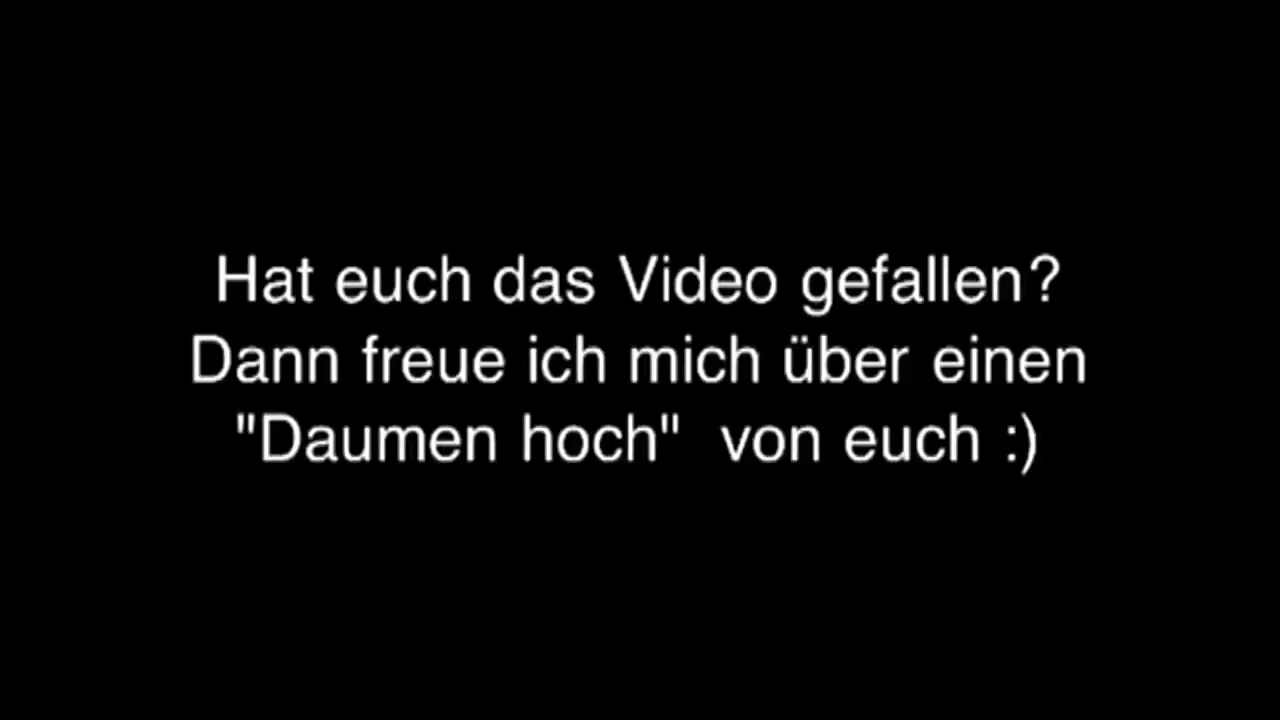 Hat euch das Video gefallen?
Dann freue ich mich über einen
"Daumen hoch"  von euch :)